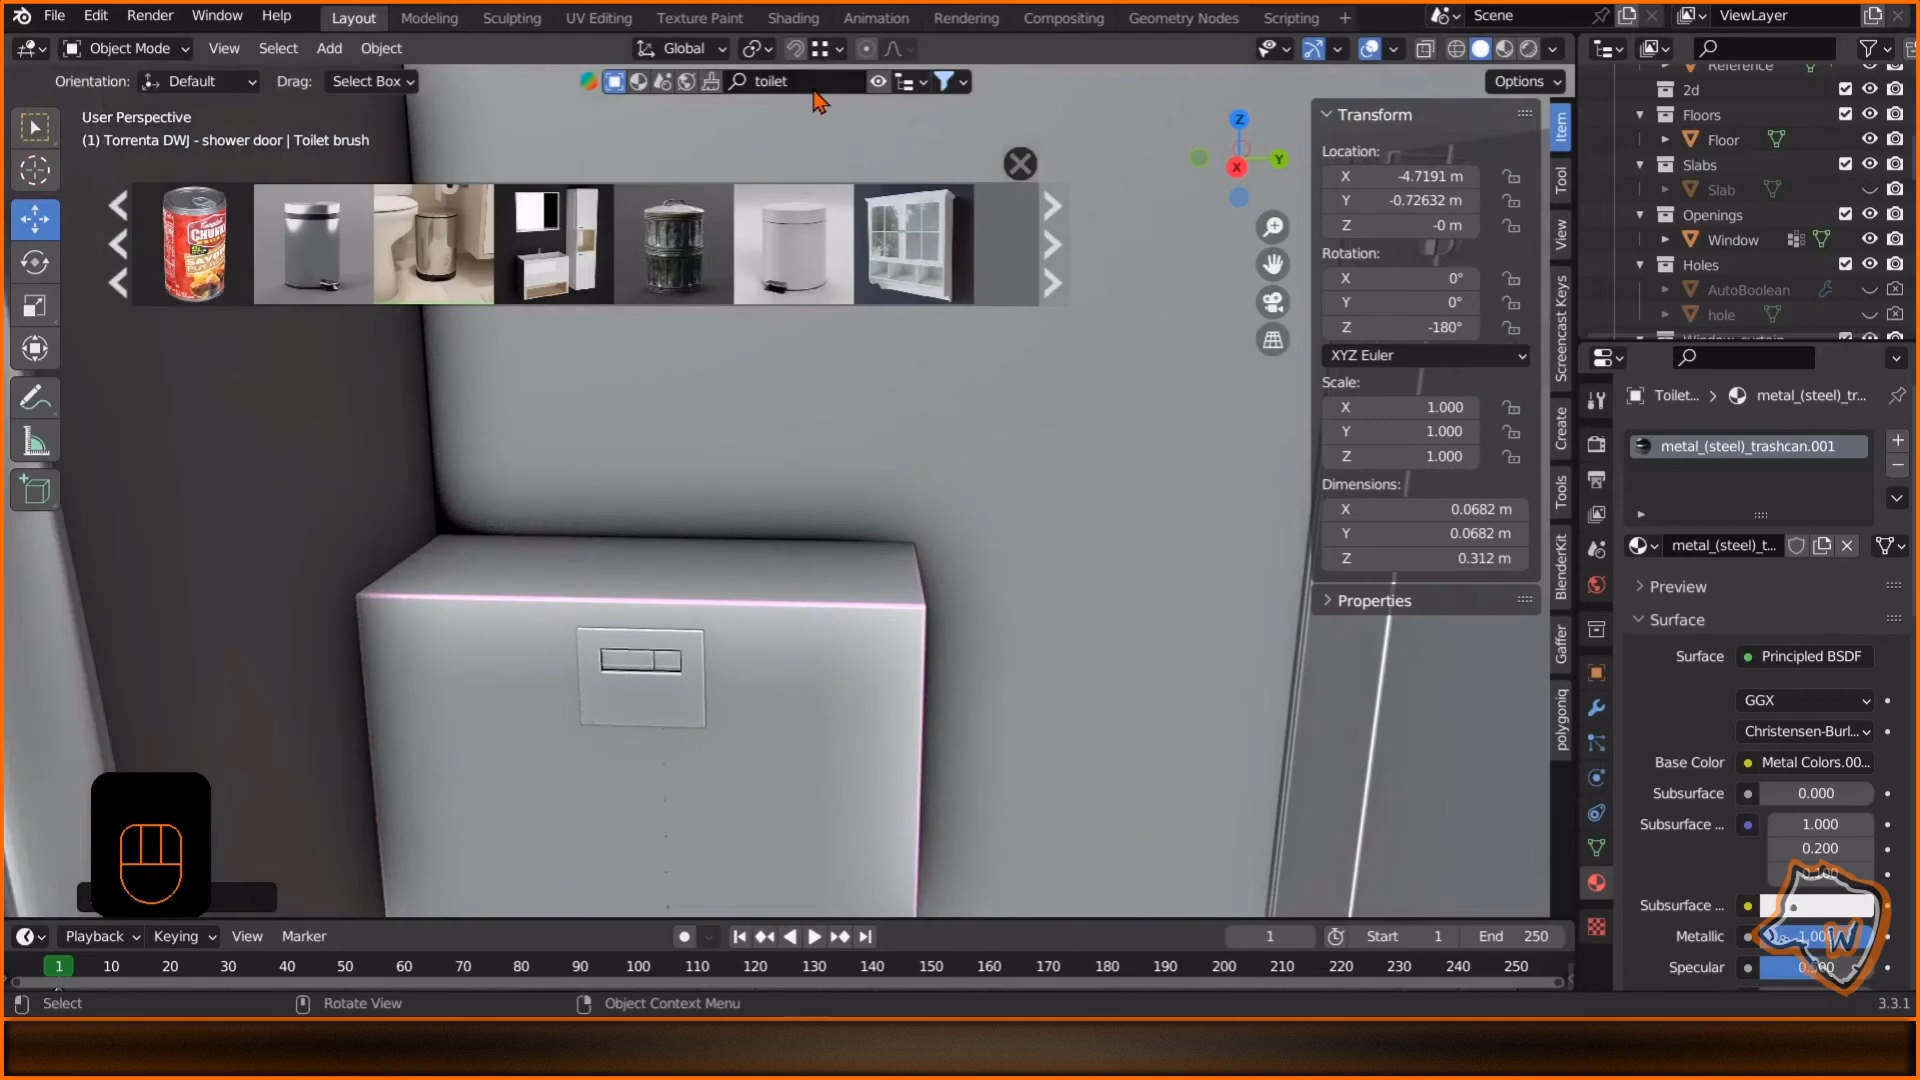 File Edit Render Window Help Layout Modeling Sculpting UV Editing Texture Paint Shading Animation Rendering Compositing Geometry Nodes Scripting + Scene ViewLayer
Object Mode View Select Add Object Global
Orientation: Default Drag: Select Box toilet Options
User Perspective
(1) Torrenta DWJ - shower door | Toilet brush
Z
Y
X
Transform
Location:
X -4.7191 m
Y -0.72632 m
Z -0 m
Rotation:
X 0°
Y 0°
Z -180°
XYZ Euler
Scale:
X 1.000
Y 1.000
Z 1.000
Dimensions:
X 0.0682 m
Y 0.0682 m
Z 0.312 m
Properties
Item
Tool
View
Screencast Keys
Create
Tools
BlenderKit
Gaffer
polygoniq
Reference
2d
Floors
Floor
Slabs
Slab
Openings
Window
Holes
AutoBoolean
hole
Toilet... > metal_(steel)_tr...
metal_(steel)_trashcan.001
metal_(steel)_t...
Preview
Surface
Surface Principled BSDF
GGX
Christensen-Burl...
Base Color Metal Colors.00...
Subsurface 0.000
Subsurface ... 1.000
0.200
0.100
Subsurface ...
Metallic 1.000
Specular 0.500
W
Playback Keying View Marker 1 Start 1 End 250
1 10 20 30 40 50 60 70 80 90 100 110 120 130 140 150 160 170 180 190 200 210 220 230 240 250
Select Rotate View Object Context Menu 3.3.1